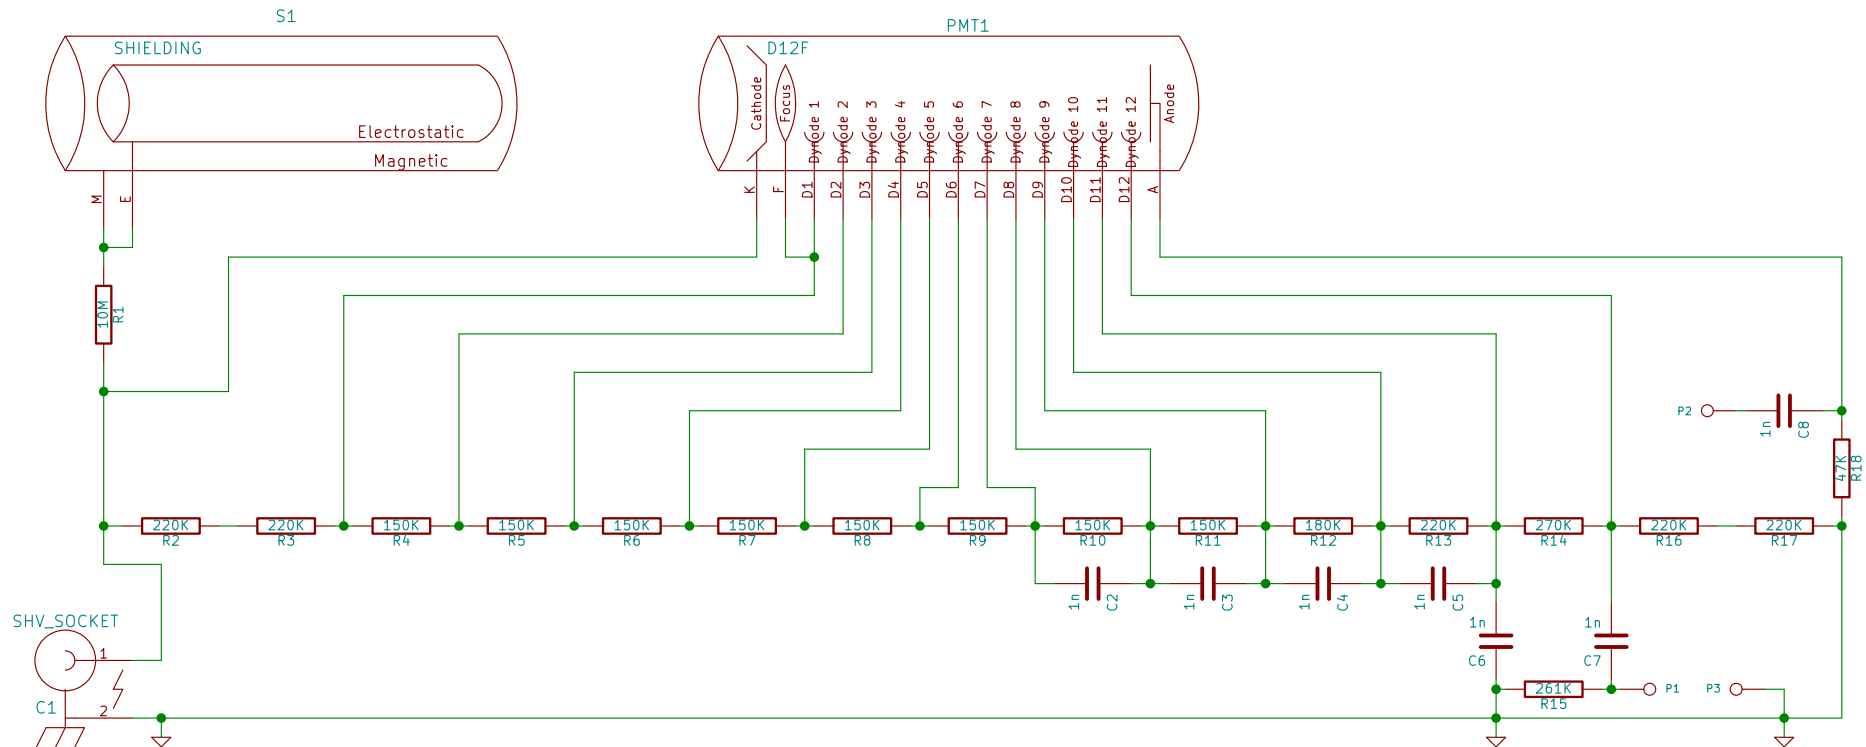 S1
SHIELDING
Electrostatic
Magnetic
M
E
PMT1
D12F
Cathode
Focus
Dynode 1
Dynode 2
Dynode 3
Dynode 4
Dynode 5
Dynode 6
Dynode 7
Dynode 8
Dynode 9
Dynode 10
Dynode 11
Dynode 12
Anode
K
F
D1
D2
D3
D4
D5
D6
D7
D8
D9
D10
D11
D12
A
10M
R1
P2
1n
C8
47K
R18
220K
R2
220K
R3
150K
R4
150K
R5
150K
R6
150K
R7
150K
R8
150K
R9
150K
R10
150K
R11
180K
R12
220K
R13
270K
R14
220K
R16
220K
R17
1n
C2
1n
C3
1n
C4
1n
C5
1n
C6
1n
C7
261K
R15
P1
P3
SHV_SOCKET
1
2
C1